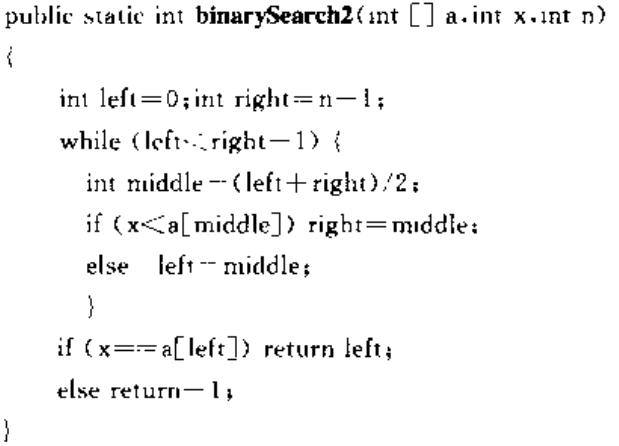 public static int binarySearch2(int [] a,int x,int n)
{
int left=0;int right=n-1;
while (left<right-1) {
int middle=(left+right)/2;
if (x<a[middle]) right=middle;
else left=middle;
}
if (x==a[left]) return left;
else return-1;
}